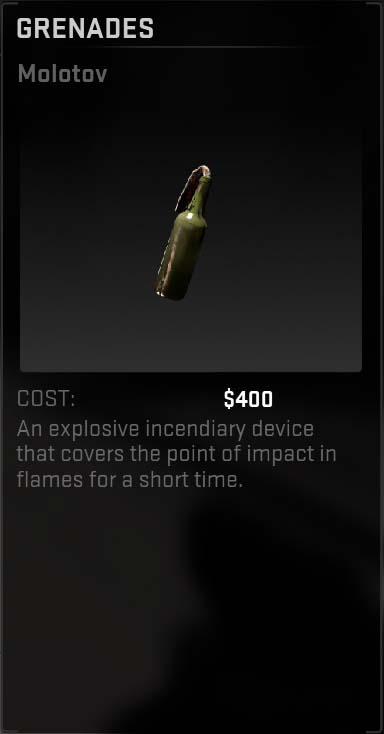 GRENADES
Molotov
COST: $400
An explosive incendiary device
that covers the point of impact in
flames for a short time.